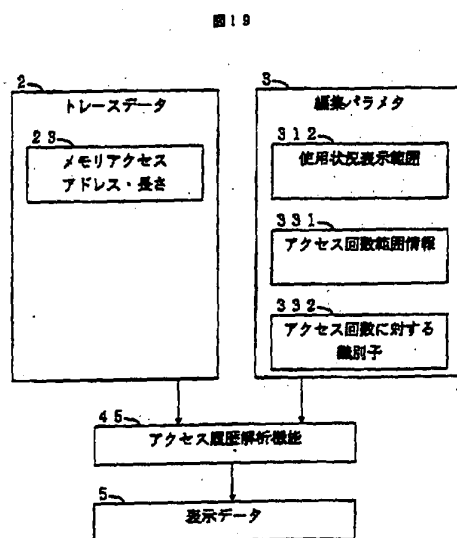 図19
2
トレースデータ
23
メモリアクセス
アドレス・長さ
3
編集パラメタ
312
使用状況表示範囲
331
アクセス回数範囲情報
332
アクセス回数に対する
識別子
45
アクセス履歴解析機能
5
表示データ